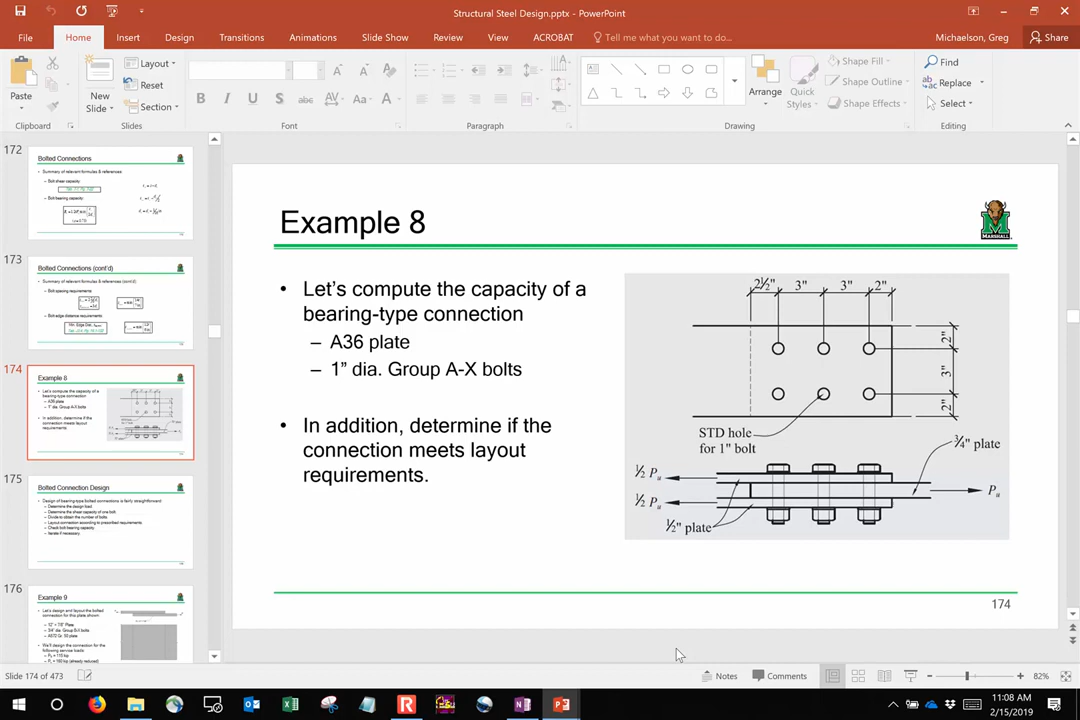 Structural Steel Design.pptx - PowerPoint
File Home Insert Design Transitions Animations Slide Show Review View ACROBAT Tell me what you want to do... Michaelson, Greg Share
Paste
New
Slide
Layout
Reset
Section
B I U S abc AV Aa A
Arrange
Quick
Styles
Shape Fill
Shape Outline
Shape Effects
Find
Replace
Select
Clipboard Slides Font Paragraph Drawing Editing
172
Bolted Connections
Summary of relevant formulas & references
Bolt shear capacity
Bolt bearing capacity
173
Bolted Connections (cont'd)
Summary of relevant formulas & references (cont'd)
Bolt spacing requirements
Bolt edge distance requirements
174
Example 8
Let's compute the capacity of a
bearing-type connection
– A36 plate
– 1" dia. Group A-X bolts
In addition, determine if the
connection meets layout
requirements.
175
Bolted Connection Design
Design of bearing-type bolted connections is fairly straightforward
Determine the design load.
Determine the shear capacity of one bolt.
Divide to obtain the number of bolts.
Layout connection according to prescribed requirements.
Check bolt bearing capacity.
Iterate if necessary.
176
Example 9
Let's design and layout the bolted
connection for this plate shown.
12" × 7/8" Plate
3/4" dia. Group B-X bolts
A572 Gr. 50 plate
We'll design the connection for the
following service loads
Example 8
• Let's compute the capacity of a
bearing-type connection
– A36 plate
– 1" dia. Group A-X bolts
• In addition, determine if the
connection meets layout
requirements.
MARSHALL
2½" 3" 3" 2"
2"
3"
2"
STD hole
for 1" bolt
¾" plate
½ Pu
½ Pu
Pu
½" plate
174
Slide 174 of 473 Notes Comments 82%
11:08 AM
2/15/2019